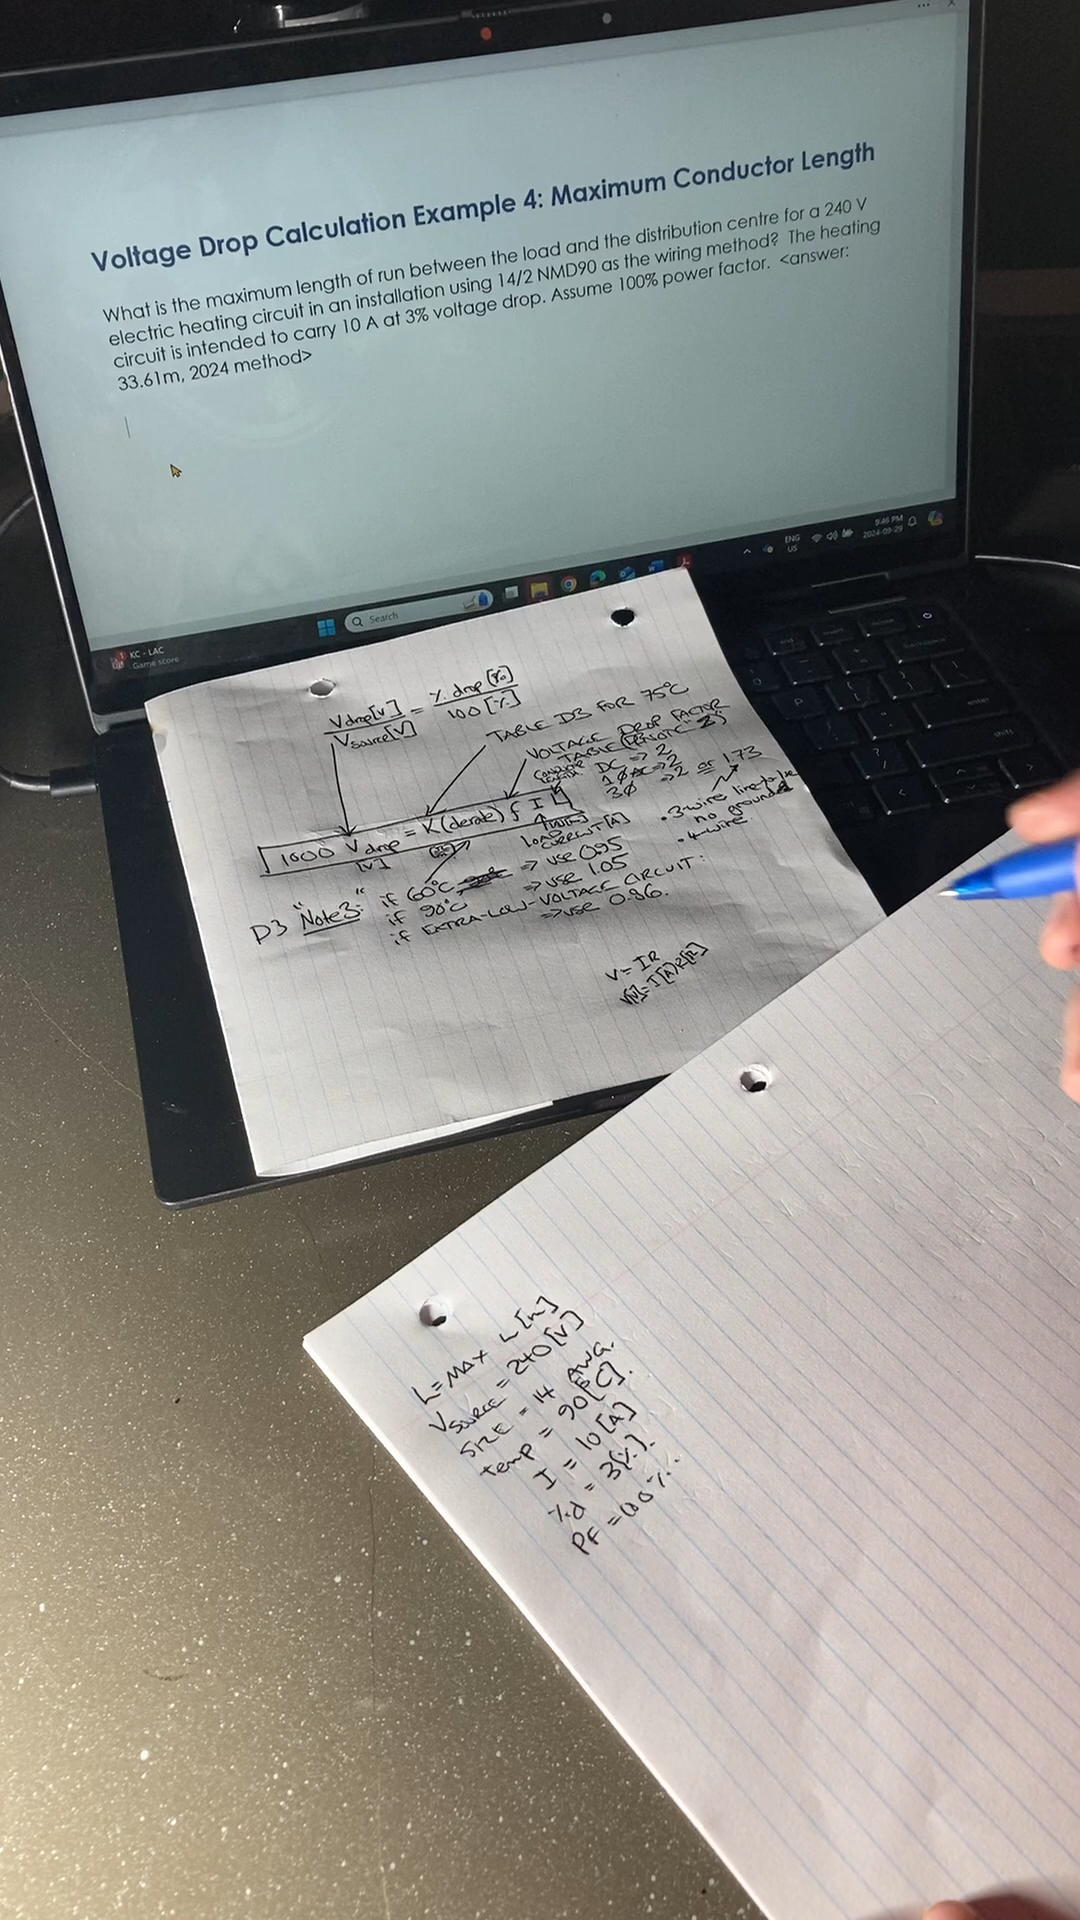 Voltage Drop Calculation Example 4: Maximum Conductor Length
What is the maximum length of run between the load and the distribution centre for a 240 V
electric heating circuit in an installation using 14/2 NMD90 as the wiring method? The heating
circuit is intended to carry 10 A at 3% voltage drop. Assume 100% power factor. <answer:
33.61m, 2024 method>
ENG
US
9:46 PM
2024-09-29
Search
KC - LAC
Game score
Vdrop[V] / Vsource[V] = % drop [%] / 100 [%]
TABLE D3 FOR 75°C
VOLTAGE DROP FACTOR
DC => 2
1Ø AC => 2
3Ø => 2 or 1.73
• 3-wire line to line
no ground
• 4-wire
1000 Vdrop = K(derate) f I L
[V]
LOAD
CURRENT [A]
D3 "Note 3:" if 60°C => USE 0.95
if 90°C => USE 1.05
if EXTRA-LOW-VOLTAGE CIRCUIT:
=> USE 0.86.
V = IR
L = MAX L [m]
VSOURCE = 240 [V]
SIZE = 14 AWG.
temp = 90 [°C].
I = 10 [A]
%d = 3[%].
PF = 100%.